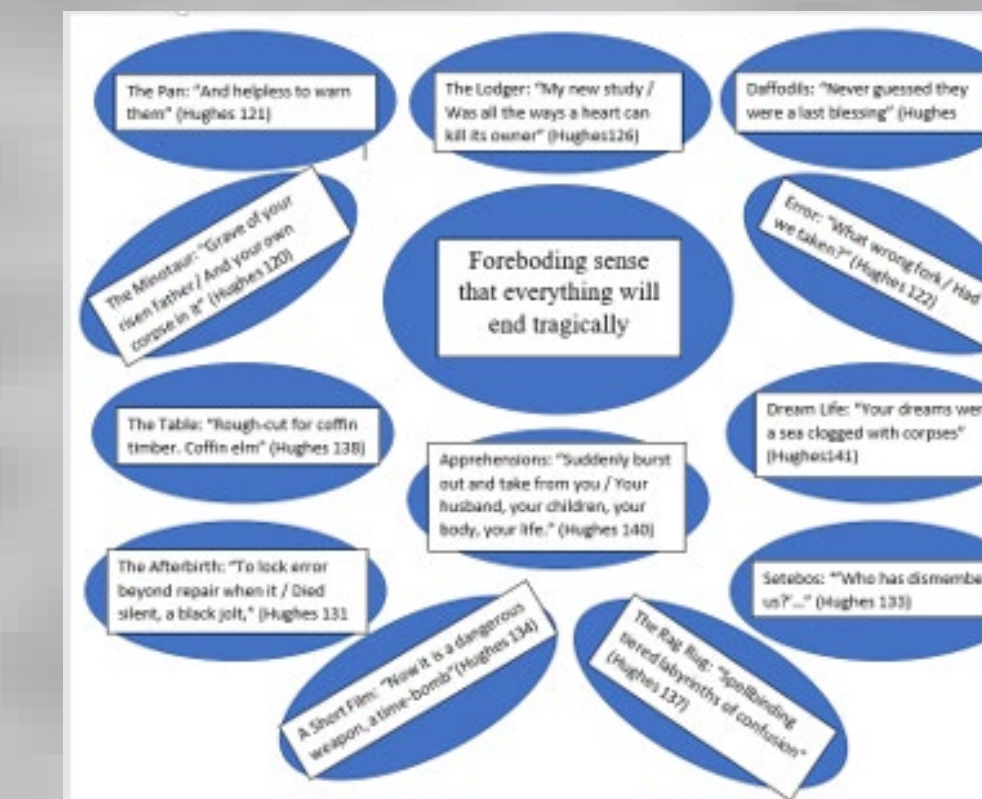 The Pan: “And helpless to warn
them” (Hughes 121)
The Lodger: “My new study /
Was all the ways a heart can
kill its owner” (Hughes126)
Daffodils: “Never guessed they
were a last blessing” (Hughes
The Minotaur: “Grave of your
risen father / And your own
corpse in it” (Hughes 120)
Foreboding sense
that everything will
end tragically
Error: “What wrong fork / Had
we taken?” (Hughes 122)
The Table: “Rough-cut for coffin
timber. Coffin elm” (Hughes 138)
Apprehensions: “Suddenly burst
out and take from you / Your
husband, your children, your
body, your life.” (Hughes 140)
Dream Life: “Your dreams wer
a sea clogged with corpses”
(Hughes141)
The Afterbirth: “To lock error
beyond repair when it / Died
silent, a black jolt,” (Hughes 131
Setebos: “‘Who has dismembe
us?’...” (Hughes 133)
A Short Film: “Now it is a dangerous
weapon, a time-bomb”(Hughes 134)
The Rag Rug: “Spellbinding
tiered labyrinths of confusion”
(Hughes 137)